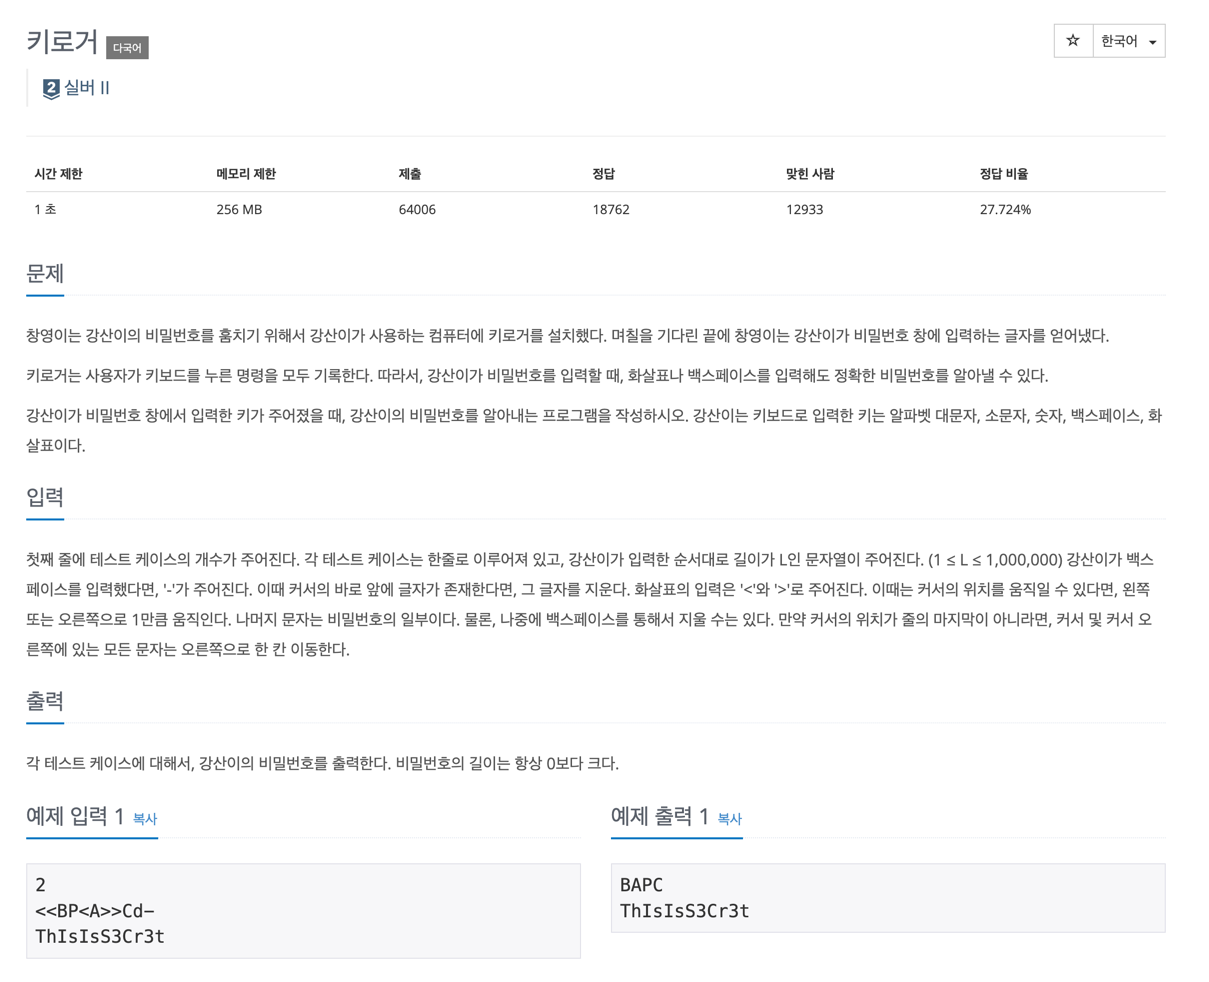 키로거 다국어
☆ 한국어
2 실버 II
시간 제한 메모리 제한 제출 정답 맞힌 사람 정답 비율
1 초 256 MB 64006 18762 12933 27.724%
문제
창영이는 강산이의 비밀번호를 훔치기 위해서 강산이가 사용하는 컴퓨터에 키로거를 설치했다. 며칠을 기다린 끝에 창영이는 강산이가 비밀번호 창에 입력하는 글자를 얻어냈다.
키로거는 사용자가 키보드를 누른 명령을 모두 기록한다. 따라서, 강산이가 비밀번호를 입력할 때, 화살표나 백스페이스를 입력해도 정확한 비밀번호를 알아낼 수 있다.
강산이가 비밀번호 창에서 입력한 키가 주어졌을 때, 강산이의 비밀번호를 알아내는 프로그램을 작성하시오. 강산이는 키보드로 입력한 키는 알파벳 대문자, 소문자, 숫자, 백스페이스, 화
살표이다.
입력
첫째 줄에 테스트 케이스의 개수가 주어진다. 각 테스트 케이스는 한줄로 이루어져 있고, 강산이가 입력한 순서대로 길이가 L인 문자열이 주어진다. (1 ≤ L ≤ 1,000,000) 강산이가 백스
페이스를 입력했다면, '-'가 주어진다. 이때 커서의 바로 앞에 글자가 존재한다면, 그 글자를 지운다. 화살표의 입력은 '<'와 '>'로 주어진다. 이때는 커서의 위치를 움직일 수 있다면, 왼쪽
또는 오른쪽으로 1만큼 움직인다. 나머지 문자는 비밀번호의 일부이다. 물론, 나중에 백스페이스를 통해서 지울 수는 있다. 만약 커서의 위치가 줄의 마지막이 아니라면, 커서 및 커서 오
른쪽에 있는 모든 문자는 오른쪽으로 한 칸 이동한다.
출력
각 테스트 케이스에 대해서, 강산이의 비밀번호를 출력한다. 비밀번호의 길이는 항상 0보다 크다.
예제 입력 1 복사
2
<<BP<A>>Cd-
ThIsIsS3Cr3t
예제 출력 1 복사
BAPC
ThIsIsS3Cr3t